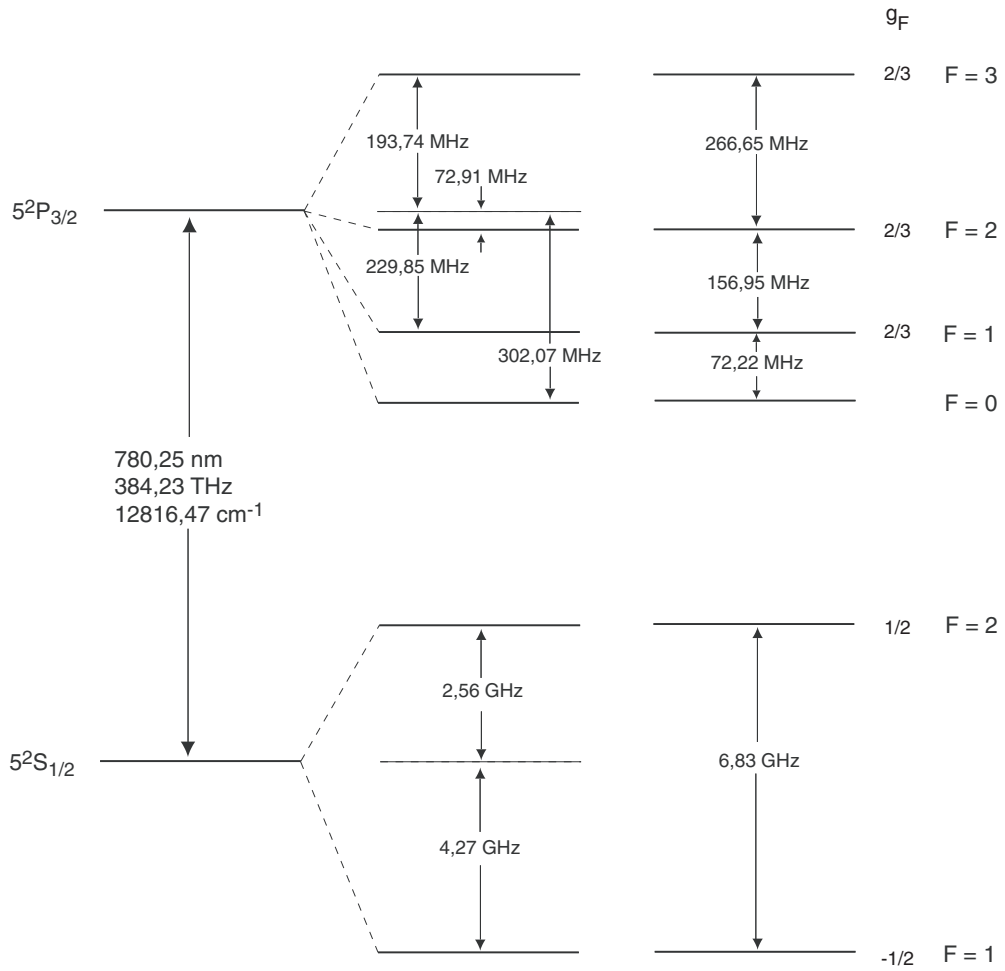 g_F
2/3 F = 3
193,74 MHz
266,65 MHz
72,91 MHz
5²P₃/₂
2/3 F = 2
229,85 MHz
156,95 MHz
2/3 F = 1
302,07 MHz
72,22 MHz
F = 0
780,25 nm
384,23 THz
12816,47 cm⁻¹
1/2 F = 2
2,56 GHz
5²S₁/₂
6,83 GHz
4,27 GHz
-1/2 F = 1